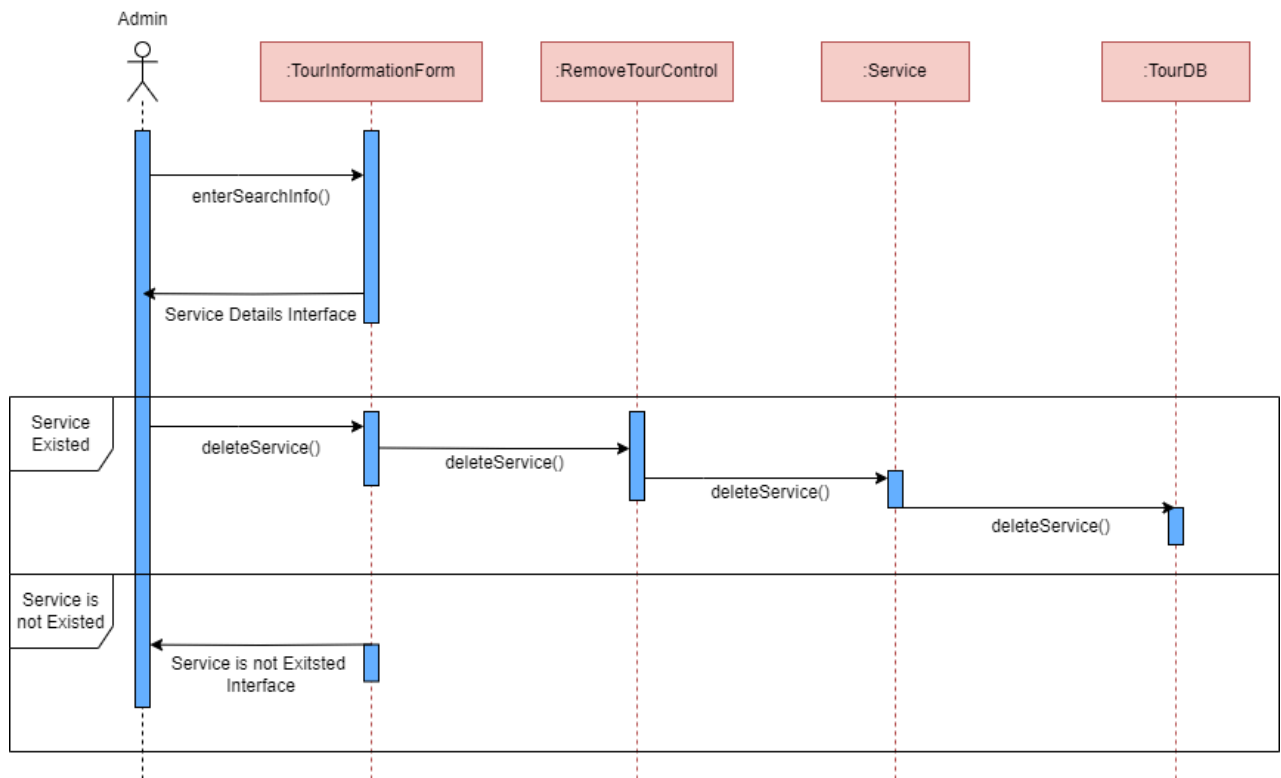 Admin
:TourInformationForm
:RemoveTourControl
:Service
:TourDB
enterSearchInfo()
Service Details Interface
Service
Existed
deleteService()
deleteService()
deleteService()
deleteService()
Service is
not Existed
Service is not Exitsted
Interface